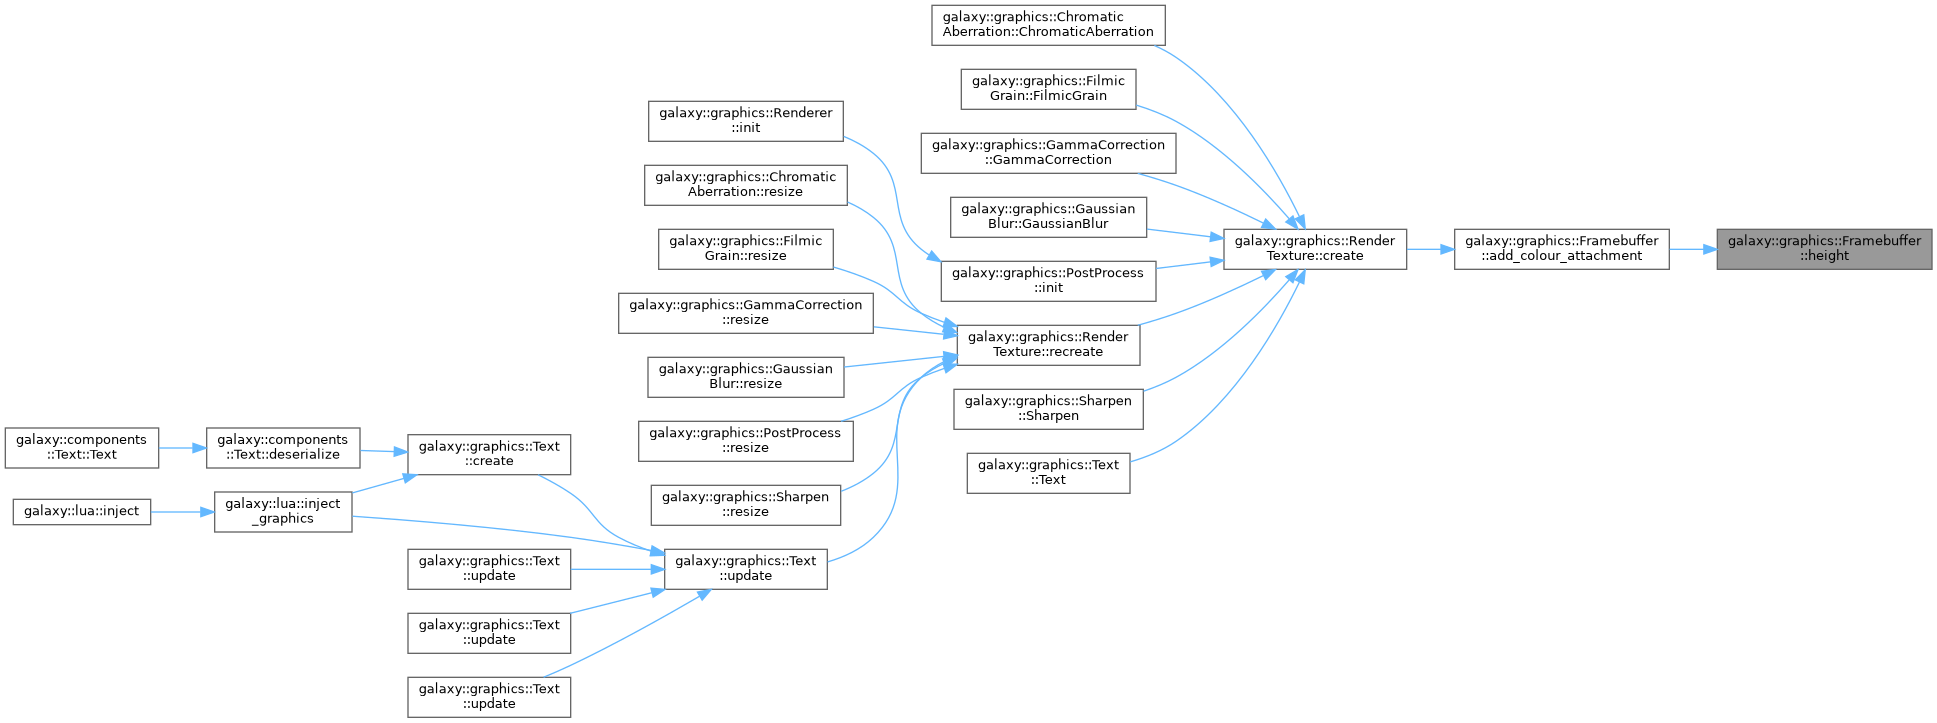 galaxy::graphics::Chromatic
Aberration::ChromaticAberration
galaxy::graphics::Filmic
Grain::FilmicGrain
galaxy::graphics::Renderer
::init
galaxy::graphics::GammaCorrection
::GammaCorrection
galaxy::graphics::Chromatic
Aberration::resize
galaxy::graphics::Gaussian
Blur::GaussianBlur
galaxy::graphics::Filmic
Grain::resize
galaxy::graphics::Render
Texture::create
galaxy::graphics::Framebuffer
::add_colour_attachment
galaxy::graphics::Framebuffer
::height
galaxy::graphics::PostProcess
::init
galaxy::graphics::GammaCorrection
::resize
galaxy::graphics::Render
Texture::recreate
galaxy::graphics::Gaussian
Blur::resize
galaxy::graphics::Sharpen
::Sharpen
galaxy::graphics::PostProcess
::resize
galaxy::components
::Text::Text
galaxy::components
::Text::deserialize
galaxy::graphics::Text
::create
galaxy::graphics::Text
::Text
galaxy::graphics::Sharpen
::resize
galaxy::lua::inject
galaxy::lua::inject
_graphics
galaxy::graphics::Text
::update
galaxy::graphics::Text
::update
galaxy::graphics::Text
::update
galaxy::graphics::Text
::update